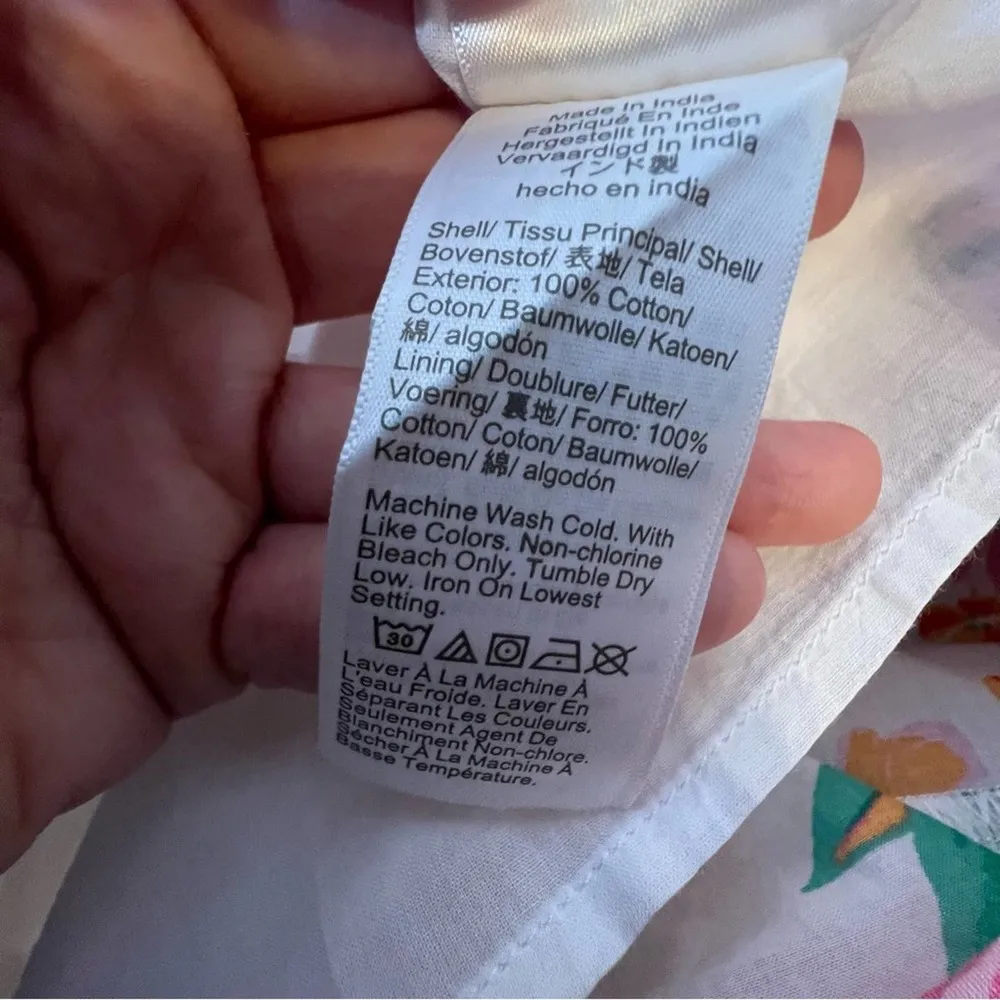 Made In India
Fabriqué En Inde
Hergestellt In Indien
Vervaardigd In India
インド製
hecho en india
Shell/ Tissu Principal/ Shell/
Bovenstof/ 表地/ Tela
Exterior: 100% Cotton/
Coton/ Baumwolle/ Katoen/
綿/ algodón
Lining/ Doublure/ Futter/
Voering/ 裏地/ Forro: 100%
Cotton/ Coton/ Baumwolle/
Katoen/ 綿/ algodón
Machine Wash Cold. With
Like Colors. Non-chlorine
Bleach Only. Tumble Dry
Low. Iron On Lowest
Setting.
30
Laver À La Machine À
L'eau Froide. Laver En
Séparant Les Couleurs.
Seulement Agent De
Blanchiment Non-chlore.
Sécher À La Machine À
Basse Température.